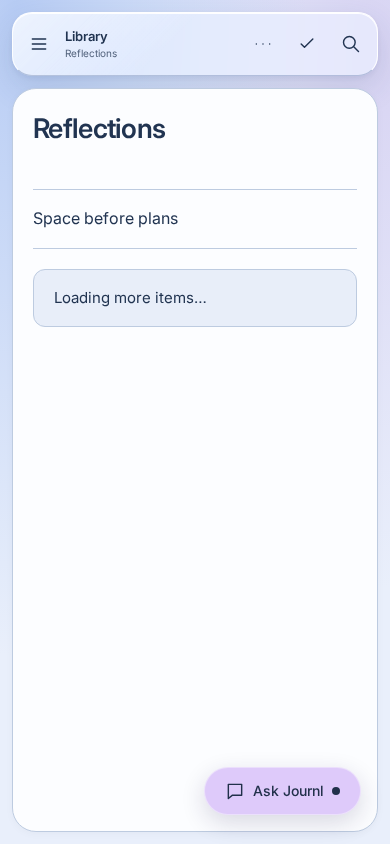 Library
Reflections
Reflections
Space before plans
Loading more items...
Ask Journl